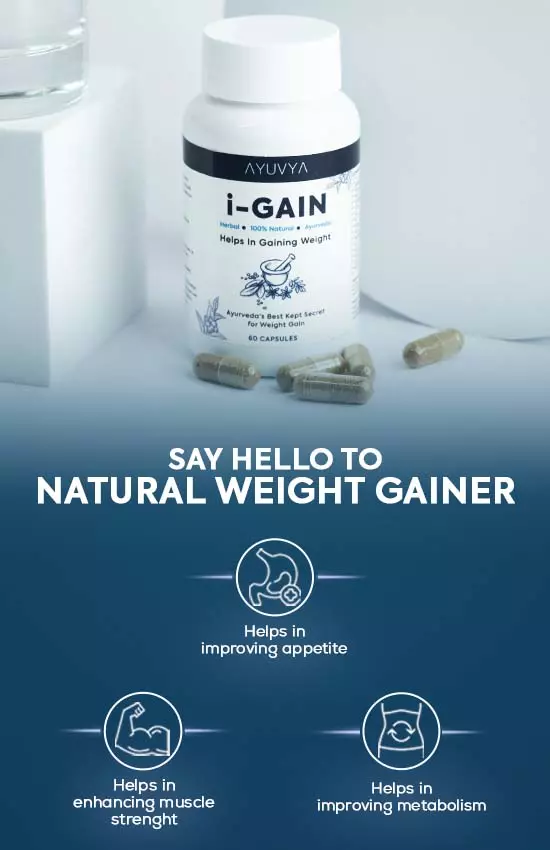 AYUVYA
i-GAIN
Herbal • 100% Natural • Ayurvedic
Helps In Gaining Weight
Ayurveda's Best Kept Secret
for Weight Gain
60 CAPSULES
SAY HELLO TO
NATURAL WEIGHT GAINER
Helps in
improving appetite
Helps in
enhancing muscle
strenght
Helps in
improving metabolism